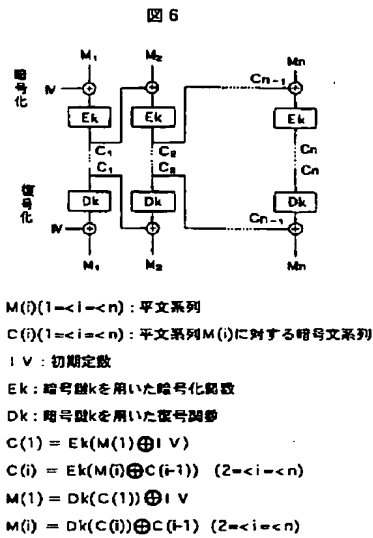 図6
M₁ M₂ Mn
暗号化
IV Cn-1
Ek Ek Ek
C₁ C₂ Cn
C₁ C₂ Cn
復号化
Dk Dk Dk
IV Cn-1
M₁ M₂ Mn
M(i)(1=<i=<n):平文系列
C(i)(1=<i=<n):平文系列M(i)に対する暗号文系列
IV:初期定数
Ek:暗号鍵kを用いた暗号化関数
Dk:暗号鍵kを用いた復号関数
C(1) = Ek(M(1)⊕IV)
C(i) = Ek(M(i)⊕C(i-1)) (2=<i=<n)
M(1) = Dk(C(1))⊕IV
M(i) = Dk(C(i))⊕C(i-1) (2=<i=<n)